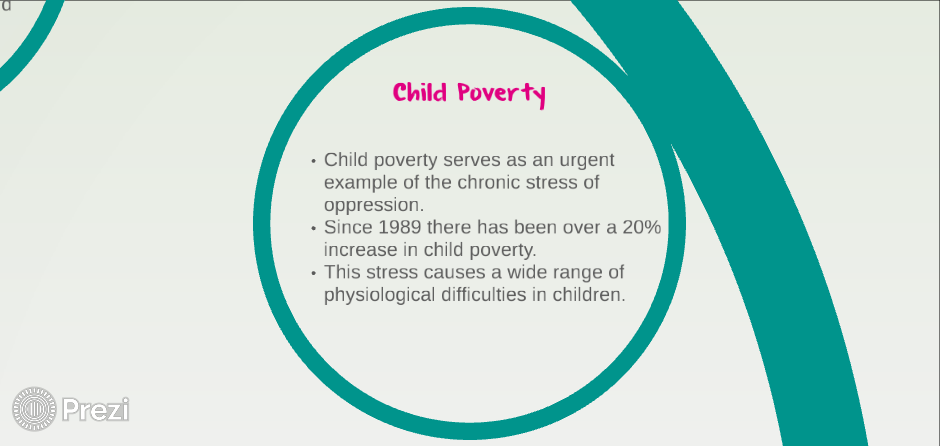 d
Child Poverty
• Child poverty serves as an urgent
example of the chronic stress of
oppression.
• Since 1989 there has been over a 20%
increase in child poverty.
• This stress causes a wide range of
physiological difficulties in children.
Prezi